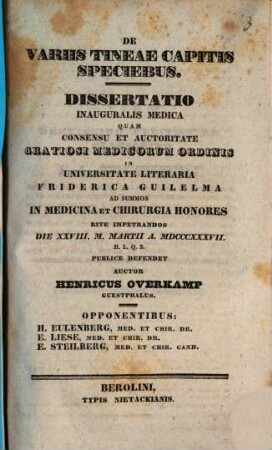 DE
VARIIS TINEAE CAPITIS
SPECIEBUS.
DISSERTATIO
INAUGURALIS MEDICA
QUAM
CONSENSU ET AUCTORITATE
GRATIOSI MEDICORUM ORDINIS
IN
UNIVERSITATE LITERARIA
FRIDERICA GUILELMA
AD SUMMOS
IN MEDICINA ET CHIRURGIA HONORES
RITE IMPETRANDOS
DIE XXVIII. M. MARTII A. MDCCCXXXVII.
H. L. Q. S.
PUBLICE DEFENDET
AUCTOR
HENRICUS OVERKAMP
GUESTPHALUS.
OPPONENTIBUS:
H. EULENBERG, MED. ET CHIR. DR.
E. LIESE, MED. ET CHIR. DR.
E. STEILBERG, MED. ET CHIR. CAND.
BEROLINI,
TYPIS NIETACKIANIS.